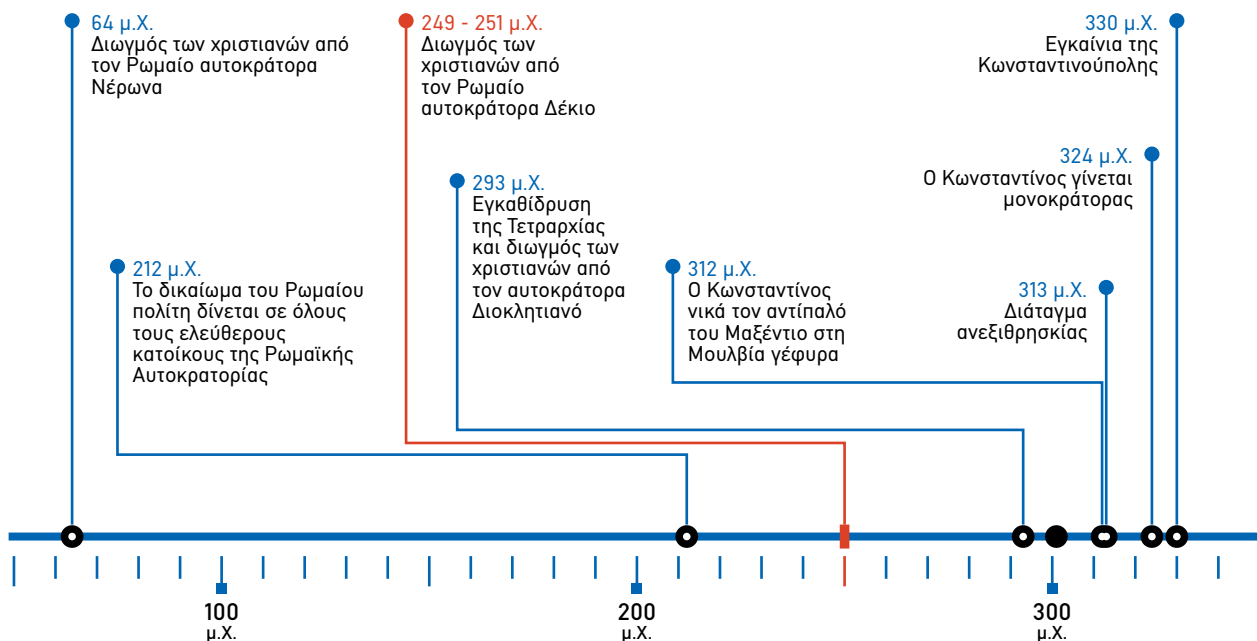 64 μ.Χ.
Διωγμός των χριστιανών από
τον Ρωμαίο αυτοκράτορα
Νέρωνα
249 - 251 μ.Χ.
Διωγμός των
χριστιανών από
τον Ρωμαίο
αυτοκράτορα Δέκιο
330 μ.Χ.
Εγκαίνια της
Κωνσταντινούπολης
324 μ.Χ.
Ο Κωνσταντίνος γίνεται
μονοκράτορας
293 μ.Χ.
Εγκαθίδρυση
της Τετραρχίας
και διωγμός των
χριστιανών από
τον αυτοκράτορα
Διοκλητιανό
212 μ.Χ.
Το δικαίωμα του Ρωμαίου
πολίτη δίνεται σε όλους
τους ελεύθερους
κατοίκους της Ρωμαϊκής
Αυτοκρατορίας
312 μ.Χ.
Ο Κωνσταντίνος
νικά τον αντίπαλό
του Μαξέντιο στη
Μουλβία γέφυρα
313 μ.Χ.
Διάταγμα
ανεξιθρησκίας
100
μ.Χ.
200
μ.Χ.
300
μ.Χ.